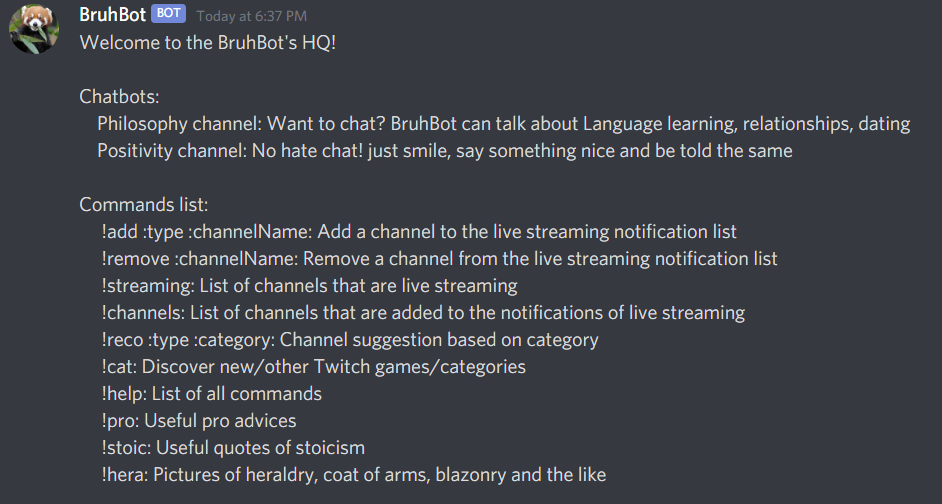 BruhBot BOT Today at 6:37 PM
Welcome to the BruhBot's HQ!
Chatbots:
Philosophy channel: Want to chat? BruhBot can talk about Language learning, relationships, dating
Positivity channel: No hate chat! just smile, say something nice and be told the same
Commands list:
!add :type :channelName: Add a channel to the live streaming notification list
!remove :channelName: Remove a channel from the live streaming notification list
!streaming: List of channels that are live streaming
!channels: List of channels that are added to the notifications of live streaming
!reco :type :category: Channel suggestion based on category
!cat: Discover new/other Twitch games/categories
!help: List of all commands
!pro: Useful pro advices
!stoic: Useful quotes of stoicism
!hera: Pictures of heraldry, coat of arms, blazonry and the like